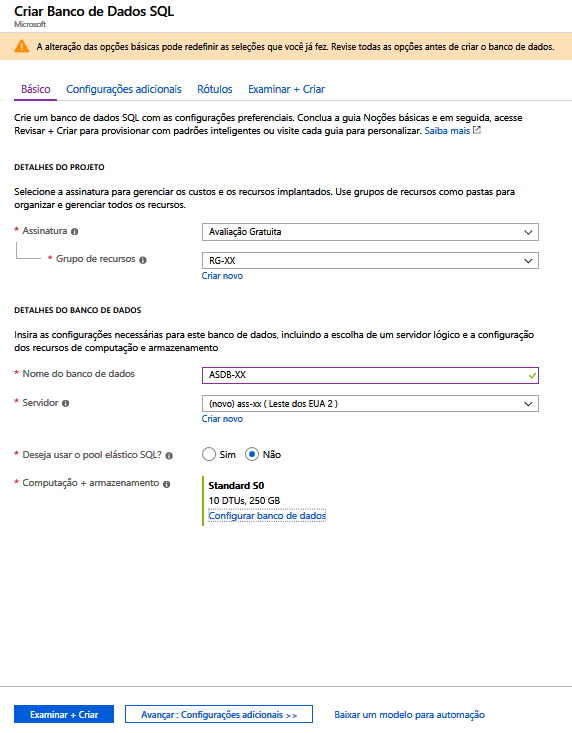 Criar Banco de Dados SQL
Microsoft
A alteração das opções básicas pode redefinir as seleções que você já fez. Revise todas as opções antes de criar o banco de dados.
Básico Configurações adicionais Rótulos Examinar + Criar
Crie um banco de dados SQL com as configurações preferenciais. Conclua a guia Noções básicas e em seguida, acesse
Revisar + Criar para provisionar com padrões inteligentes ou visite cada guia para personalizar. Saiba mais
DETALHES DO PROJETO
Selecione a assinatura para gerenciar os custos e os recursos implantados. Use grupos de recursos como pastas para
organizar e gerenciar todos os recursos.
* Assinatura Avaliação Gratuita
* Grupo de recursos RG-XX
Criar novo
DETALHES DO BANCO DE DADOS
Insira as configurações necessárias para este banco de dados, incluindo a escolha de um servidor lógico e a configuração
dos recursos de computação e armazenamento
* Nome do banco de dados ASDB-XX
* Servidor (novo) ass-xx ( Leste dos EUA 2 )
Criar novo
* Deseja usar o pool elástico SQL? Sim Não
* Computação + armazenamento Standard S0
10 DTUs, 250 GB
Configurar banco de dados
Examinar + Criar Avançar : Configurações adicionais >> Baixar um modelo para automação